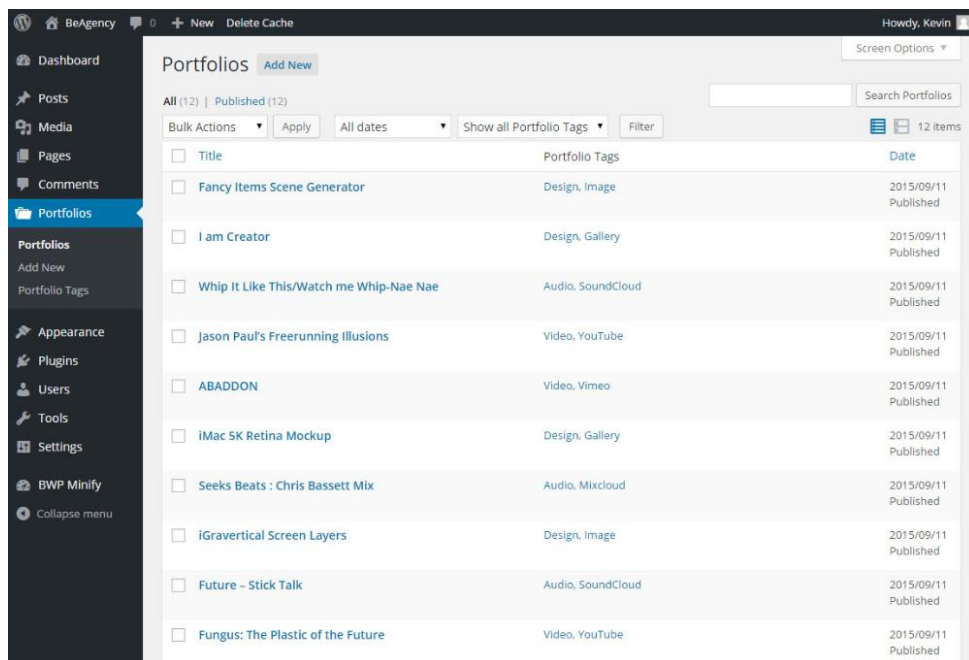 BeAgency 0 New Delete Cache Howdy, Kevin
Screen Options
Dashboard
Posts
Media
Pages
Comments
Portfolios
Portfolios
Add New
Portfolio Tags
Appearance
Plugins
Users
Tools
Settings
BWP Minify
Collapse menu
Portfolios Add New
All (12) | Published (12)
Search Portfolios
Bulk Actions Apply All dates Show all Portfolio Tags Filter 12 items
Title Portfolio Tags Date
Fancy Items Scene Generator Design, Image 2015/09/11
Published
I am Creator Design, Gallery 2015/09/11
Published
Whip It Like This/Watch me Whip-Nae Nae Audio, SoundCloud 2015/09/11
Published
Jason Paul's Freerunning Illusions Video, YouTube 2015/09/11
Published
ABADDON Video, Vimeo 2015/09/11
Published
iMac 5K Retina Mockup Design, Gallery 2015/09/11
Published
Seeks Beats : Chris Bassett Mix Audio, Mixcloud 2015/09/11
Published
iGravertical Screen Layers Design, Image 2015/09/11
Published
Future – Stick Talk Audio, SoundCloud 2015/09/11
Published
Fungus: The Plastic of the Future Video, YouTube 2015/09/11
Published